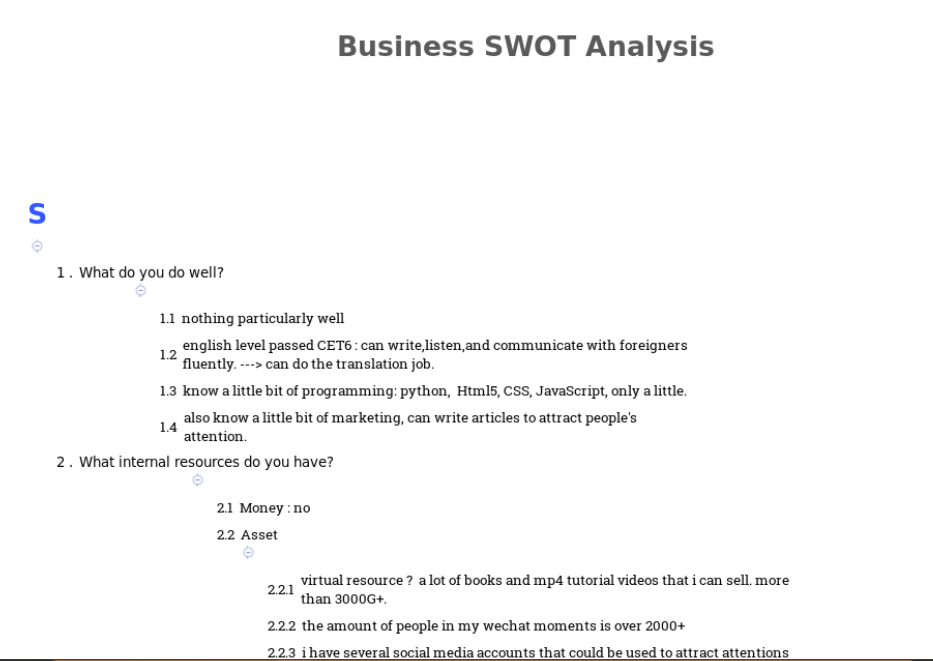 Business SWOT Analysis
S
1 . What do you do well?
1.1 nothing particularly well
1.2 english level passed CET6 : can write,listen,and communicate with foreigners
fluently. ---> can do the translation job.
1.3 know a little bit of programming: python, Html5, CSS, JavaScript, only a little.
1.4 also know a little bit of marketing, can write articles to attract people's
attention.
2 . What internal resources do you have?
2.1 Money : no
2.2 Asset
2.2.1 virtual resource ? a lot of books and mp4 tutorial videos that i can sell. more
than 3000G+.
2.2.2 the amount of people in my wechat moments is over 2000+
2.2.3 i have several social media accounts that could be used to attract attentions